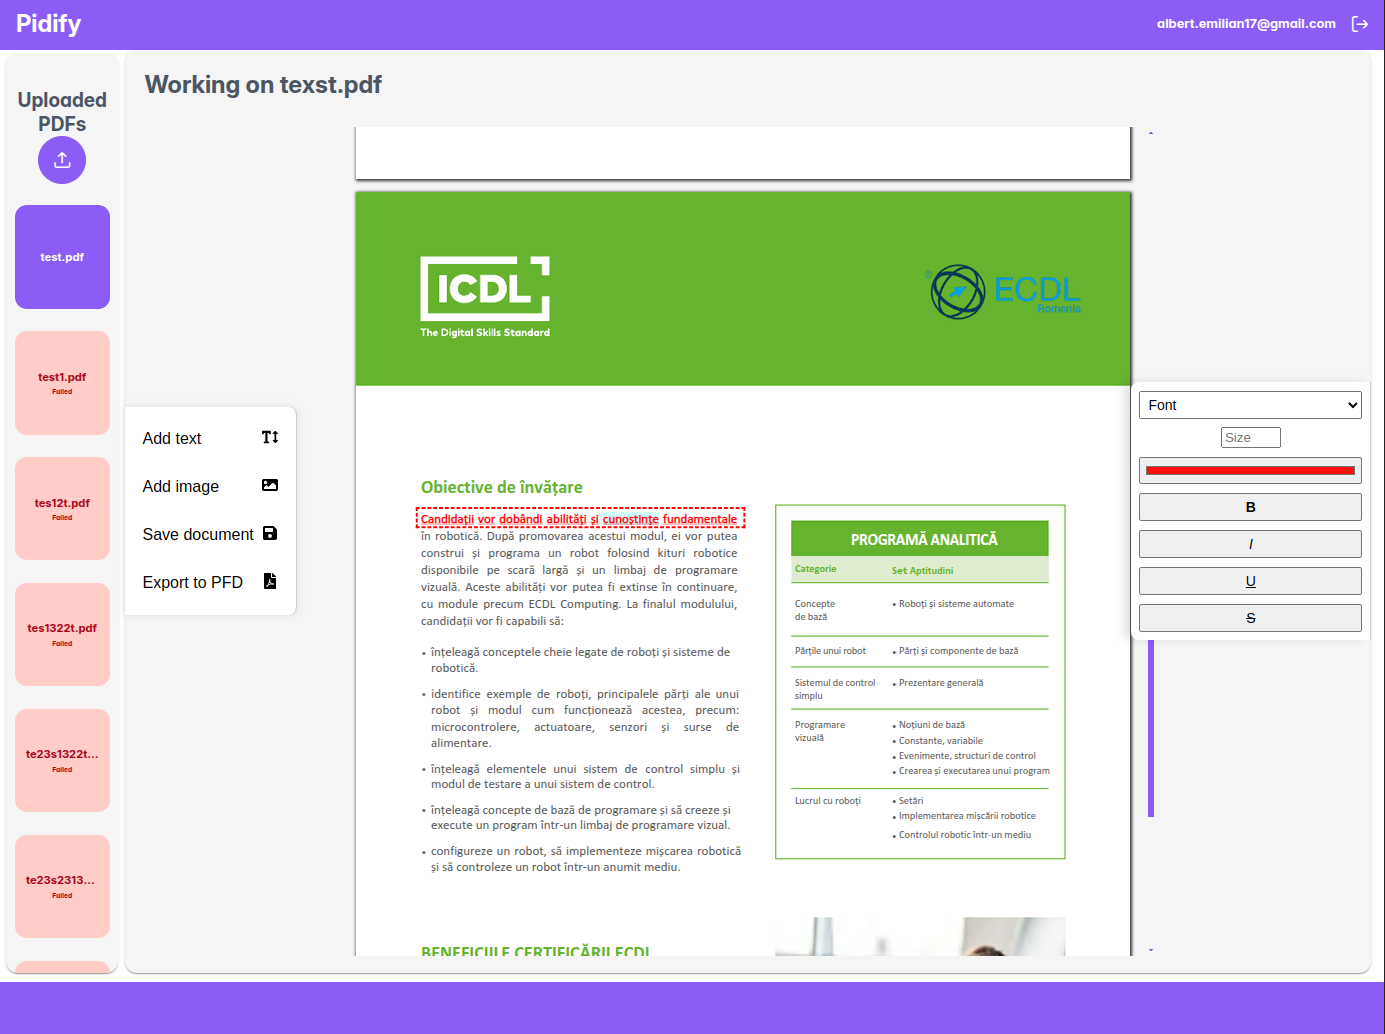 Pidify
albert.emilian17@gmail.com
Uploaded
PDFs
test.pdf
test1.pdf
Failed
tes12t.pdf
Failed
tes1322t.pdf
Failed
te23s1322t...
Failed
te23s2313...
Failed
Working on texst.pdf
Add text
Add image
Save document
Export to PFD
ICDL
The Digital Skills Standard
® ECDL
Romania
Obiective de învățare
Candidații vor dobândi abilități și cunoștințe fundamentale
în robotică. După promovarea acestui modul, ei vor putea
construi și programa un robot folosind kituri robotice
disponibile pe scară largă și un limbaj de programare
vizuală. Aceste abilități vor putea fi extinse în continuare,
cu module precum ECDL Computing. La finalul modulului,
candidații vor fi capabili să:
• înțeleagă conceptele cheie legate de roboți și sisteme de
robotică.
• identifice exemple de roboți, principalele părți ale unui
robot și modul cum funcționează acestea, precum:
microcontrolere, actuatoare, senzori și surse de
alimentare.
• înțeleagă elementele unui sistem de control simplu și
modul de testare a unui sistem de control.
• înțeleagă concepte de bază de programare și să creeze și
execute un program într-un limbaj de programare vizual.
• configureze un robot, să implementeze mișcarea robotică
și să controleze un robot într-un anumit mediu.
BENEFICIILE CERTIFICĂRII ECDL
PROGRAMĂ ANALITICĂ
Categorie Set Aptitudini
Concepte
de bază
• Roboți și sisteme automate
Părțile unui robot • Părți și componente de bază
Sistemul de control
simplu
• Prezentare generală
Programare
vizuală
• Noțiuni de bază
• Constante, variabile
• Evenimente, structuri de control
• Crearea și executarea unui program
Lucrul cu roboți • Setări
• Implementarea mișcării robotice
• Controlul robotic într-un mediu
Font
Size
B
I
U
S